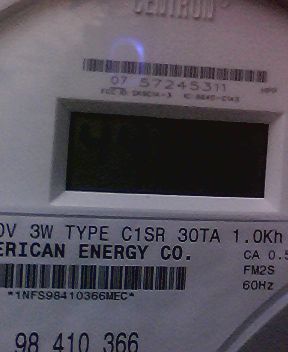 CENTRON
07 57245311
0V 3W TYPE C1SR 30TA 1.0Kh
ERICAN ENERGY CO. CA 0.5
FM2S
*1NFS98410366MEC* 60Hz
98 410 366